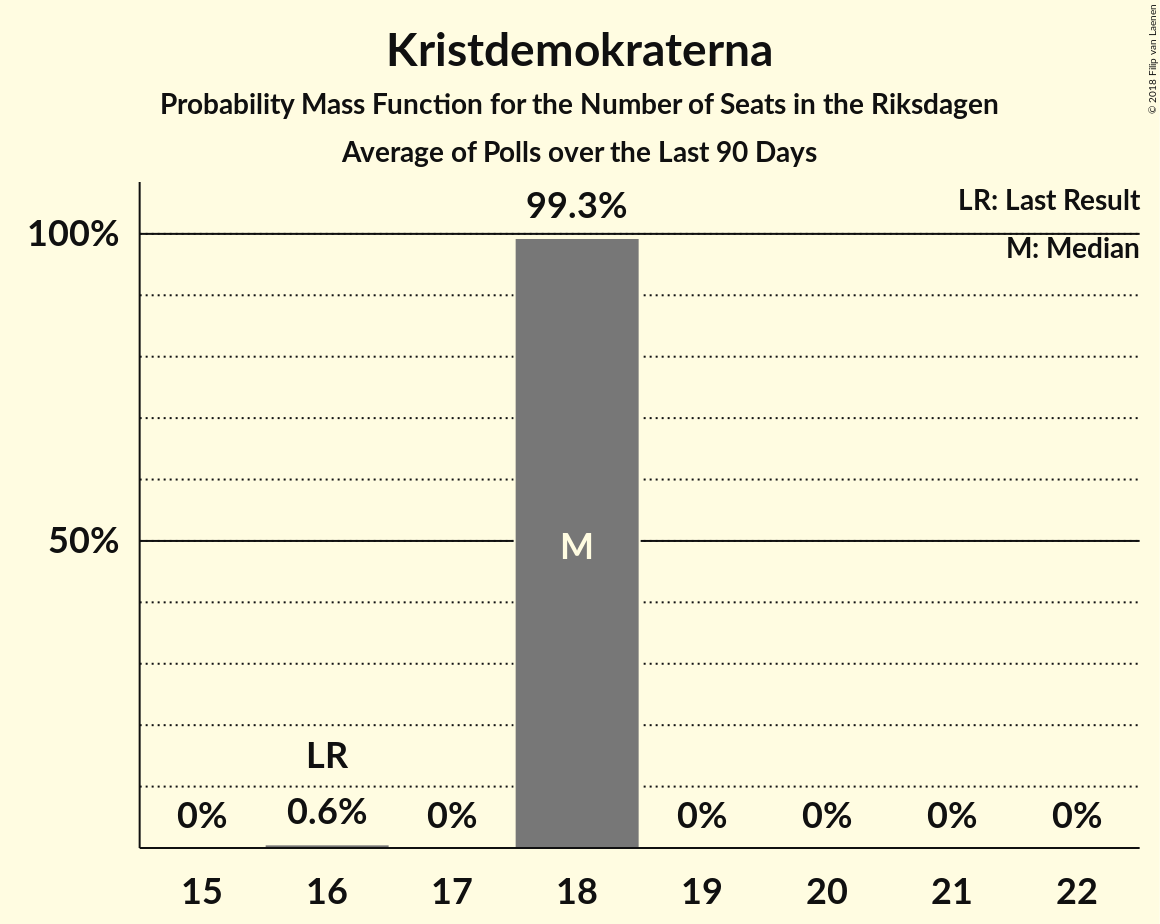 Kristdemokraterna
Probability Mass Function for the Number of Seats in the Riksdagen
Average of Polls over the Last 90 Days
© 2018 Filip van Laenen
LR: Last Result
M: Median
99.3%
100%
50%
M
LR
0% 0.6% 0% 0% 0% 0% 0%
15 16 17 18 19 20 21 22